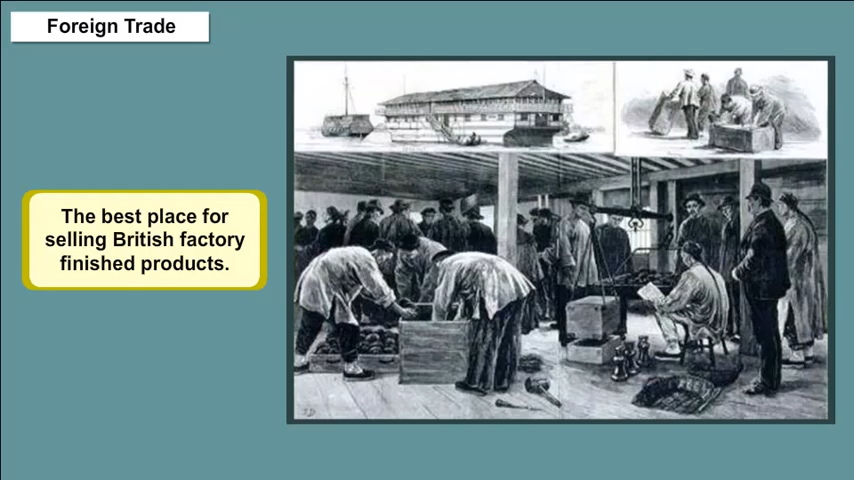 Foreign Trade
The best place for
selling British factory
finished products.